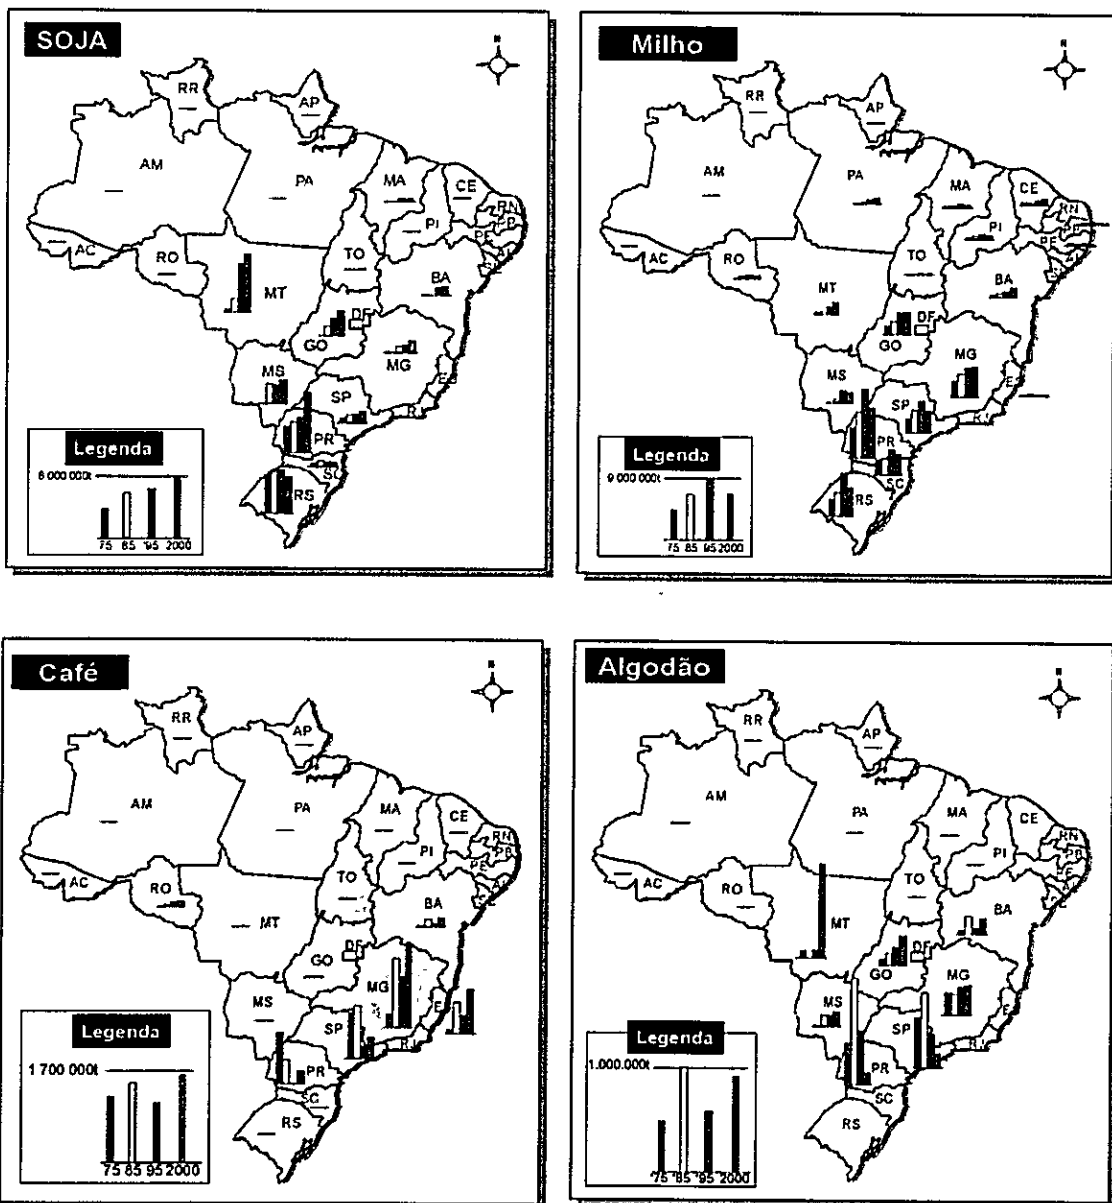 SOJA
N
RR
AP
AM
PA
MA
CE
RN
PI
AC
RO
TO
BA
MT
DF
GO
MG
MS
SP
PR
SC
RS
Legenda
75 85 '95 2000
Milho
N
RR
AP
AM
PA
MA
CE
RN
PI
PE
AC
RO
TO
BA
MT
DF
GO
MG
MS
SP
PR
SC
RS
Legenda
9 000 000t
75 85 95 2000
Café
N
RR
AP
AM
PA
MA
CE
RN
PB
PI
PE
AC
RO
TO
BA
MT
DF
GO
MG
MS
SP
PR
SC
RS
Legenda
1 700 000t
75 85 95 2000
Algodão
N
RR
AP
AM
PA
MA
CE
RN
PB
PI
AC
RO
TO
BA
MT
DF
GO
MG
MS
SP
PR
SC
RS
Legenda
1.000.000t
'75 '85 '95 2000